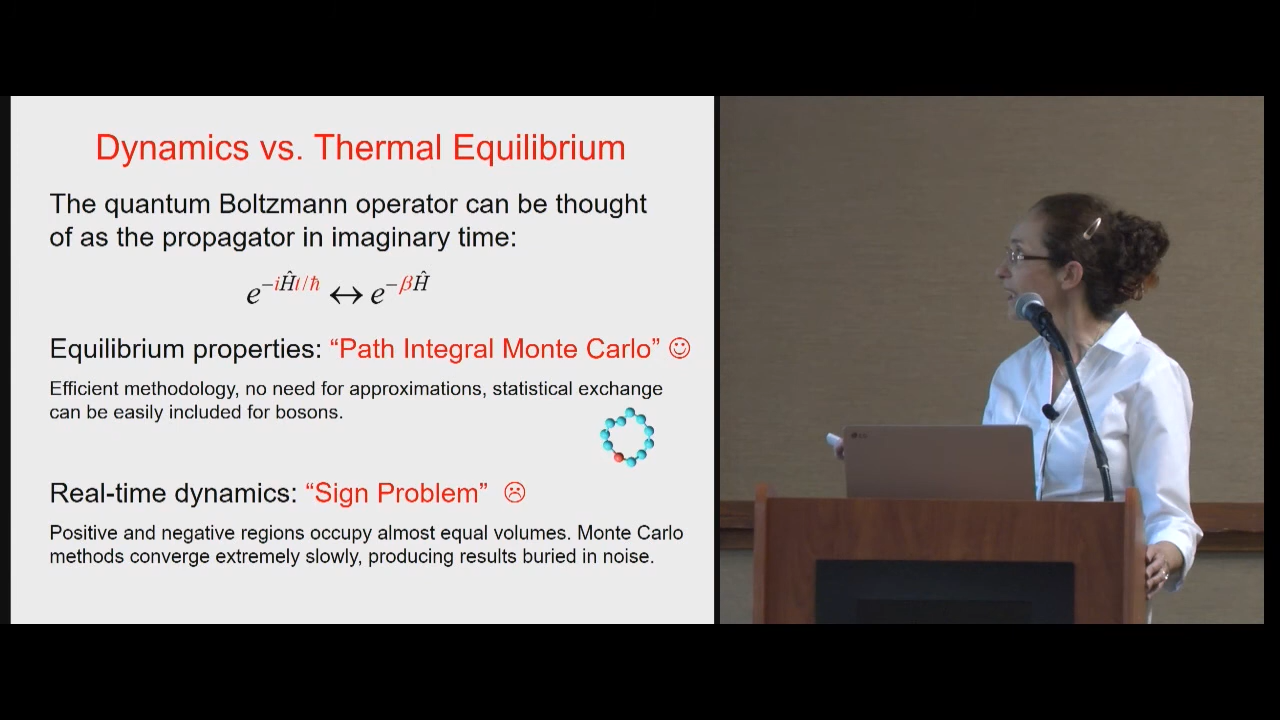 Dynamics vs. Thermal Equilibrium
The quantum Boltzmann operator can be thought
of as the propagator in imaginary time:
e^{-iĤt/ħ} ↔ e^{-βĤ}
Equilibrium properties: “Path Integral Monte Carlo” ☺
Efficient methodology, no need for approximations, statistical exchange
can be easily included for bosons.
Real-time dynamics: “Sign Problem” ☹
Positive and negative regions occupy almost equal volumes. Monte Carlo
methods converge extremely slowly, producing results buried in noise.
LG